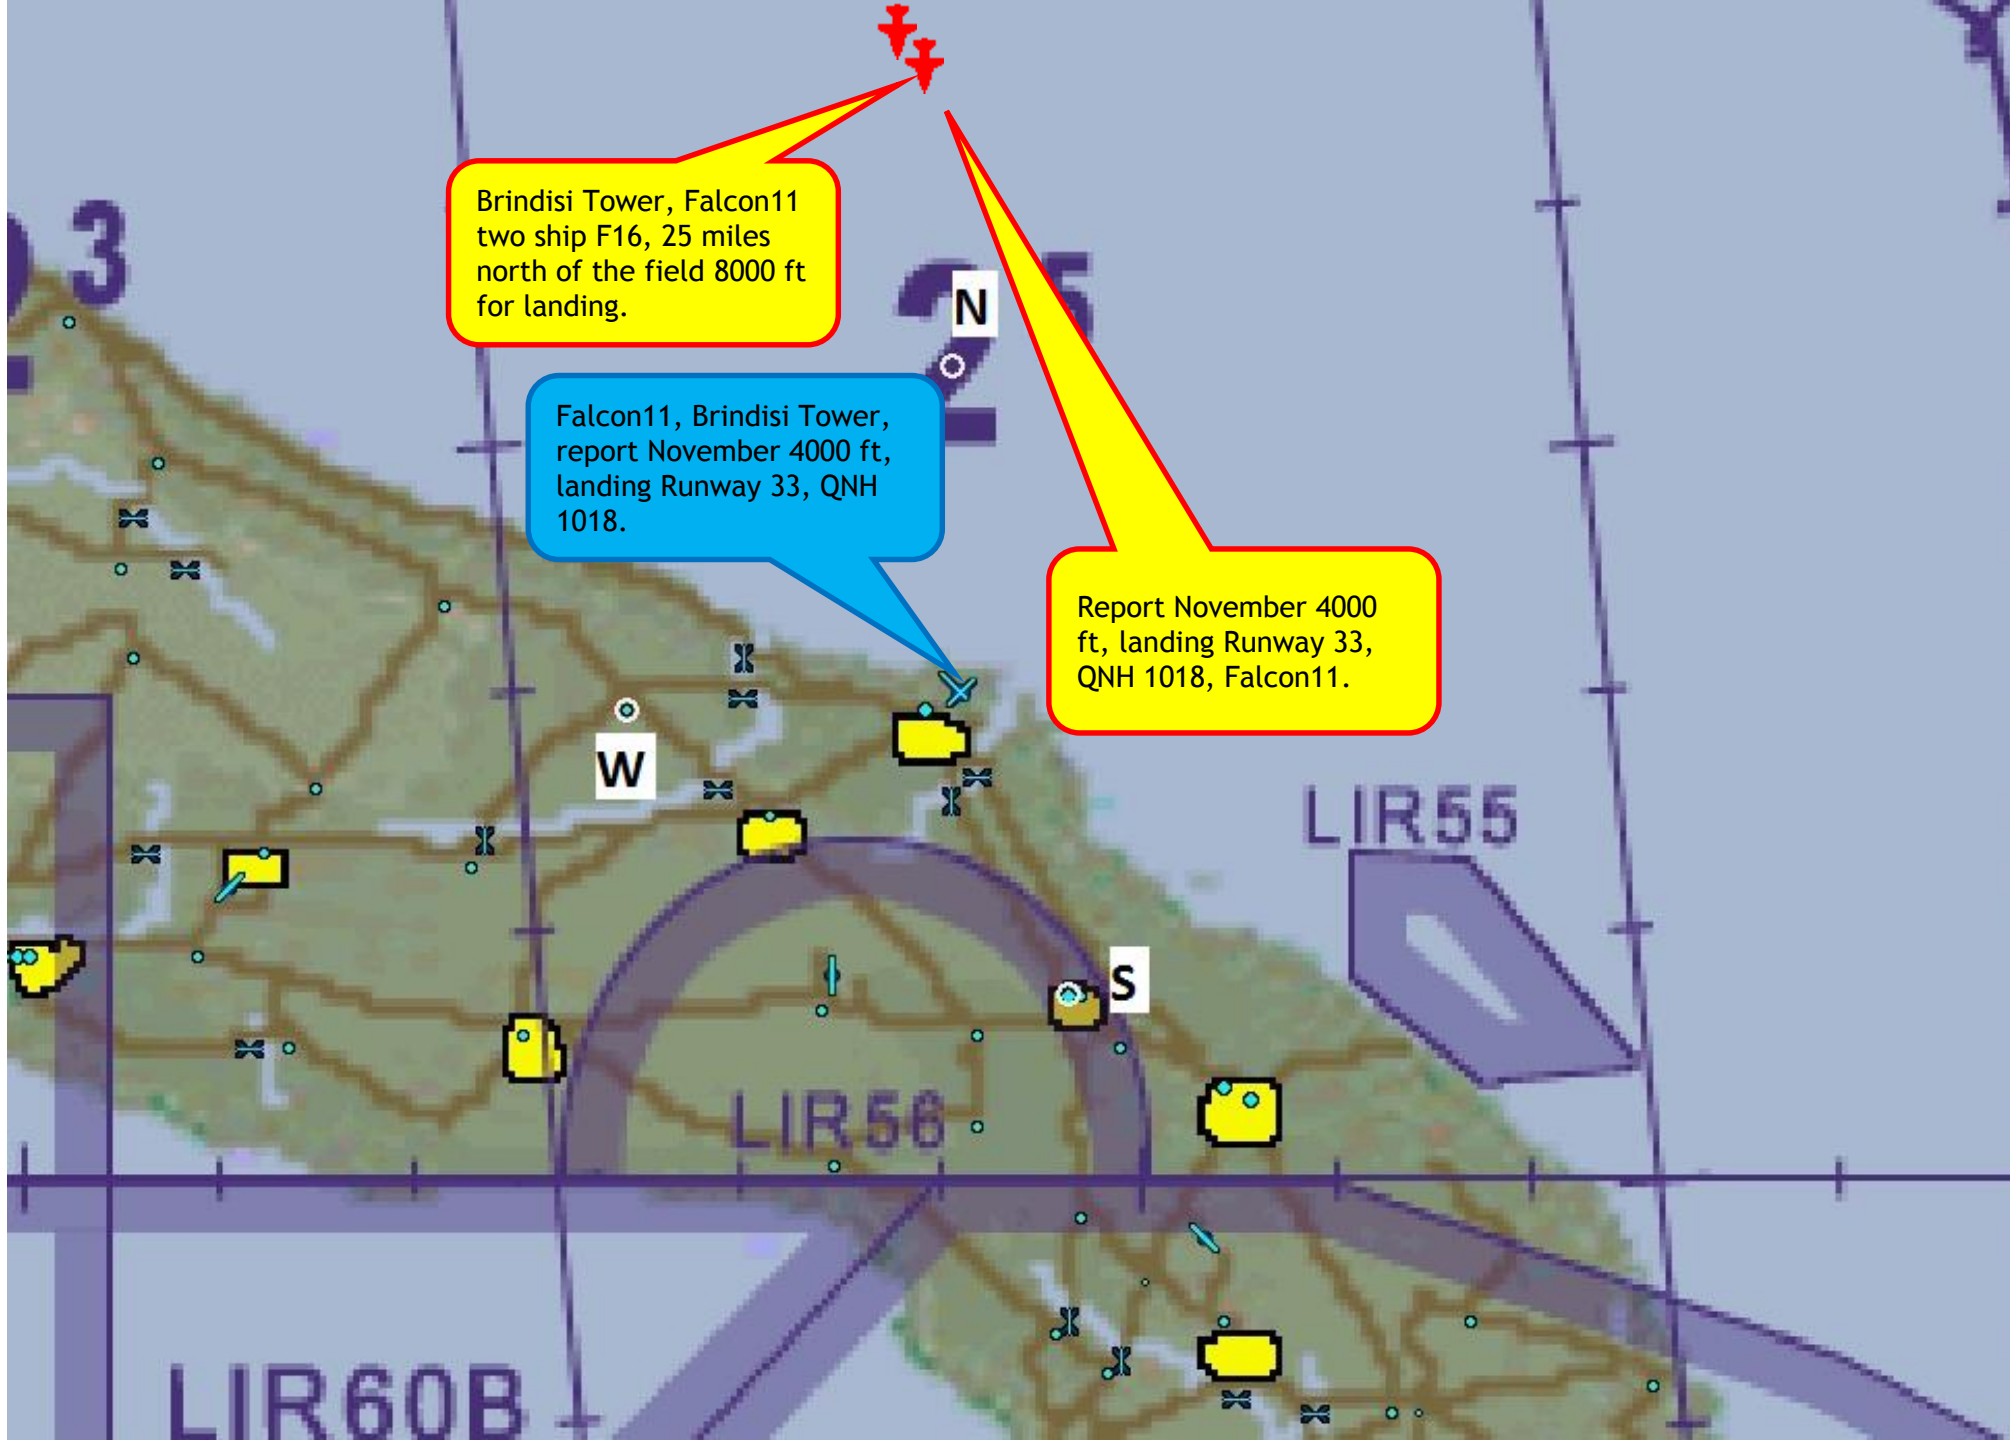 Brindisi Tower, Falcon11
two ship F16, 25 miles
north of the field 8000 ft
for landing.
3
N
25
Falcon11, Brindisi Tower,
report November 4000 ft,
landing Runway 33, QNH
1018.
Report November 4000
ft, landing Runway 33,
QNH 1018, Falcon11.
W
LIR55
S
LIR56
LIR60B